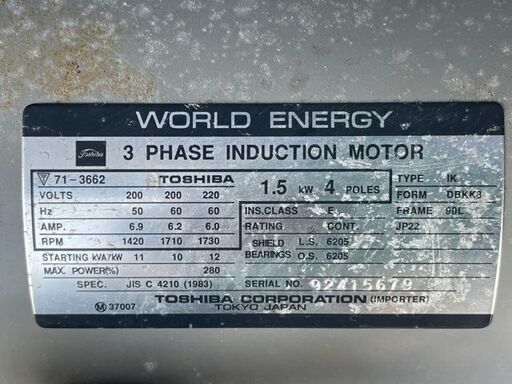 WORLD ENERGY
Toshiba 3 PHASE INDUCTION MOTOR
71-3662 TOSHIBA 1.5 kW 4 POLES TYPE IK
VOLTS 200 200 220 FORM DBKK8
Hz 50 60 60 INS.CLASS E FRAME 90L
AMP. 6.9 6.2 6.0 RATING CONT. JP22
RPM 1420 1710 1730 SHIELD L.S. 6205
STARTING kVA/kW 11 10 12 BEARINGS O.S. 6205
MAX. POWER(%) 280
SPEC. JIS C 4210 (1983) SERIAL NO. 92415679
TOSHIBA CORPORATION (IMPORTER)
M 37007 TOKYO JAPAN